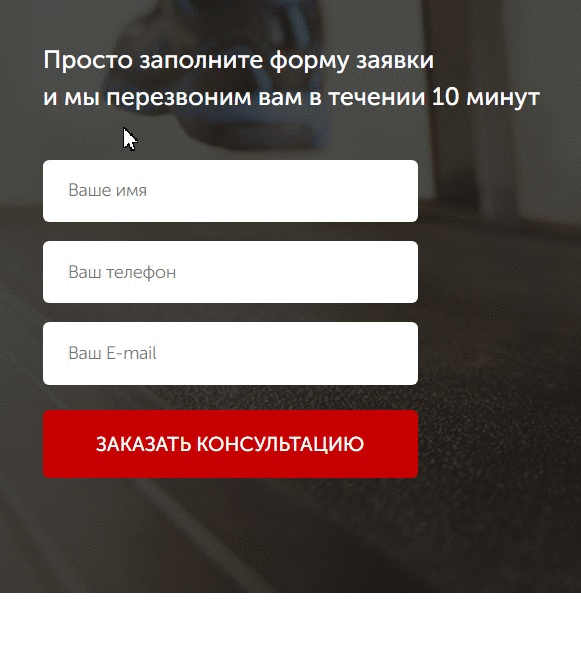 Просто заполните форму заявки
и мы перезвоним вам в течении 10 минут
Ваше имя
Ваш телефон
Ваш E-mail
ЗАКАЗАТЬ КОНСУЛЬТАЦИЮ